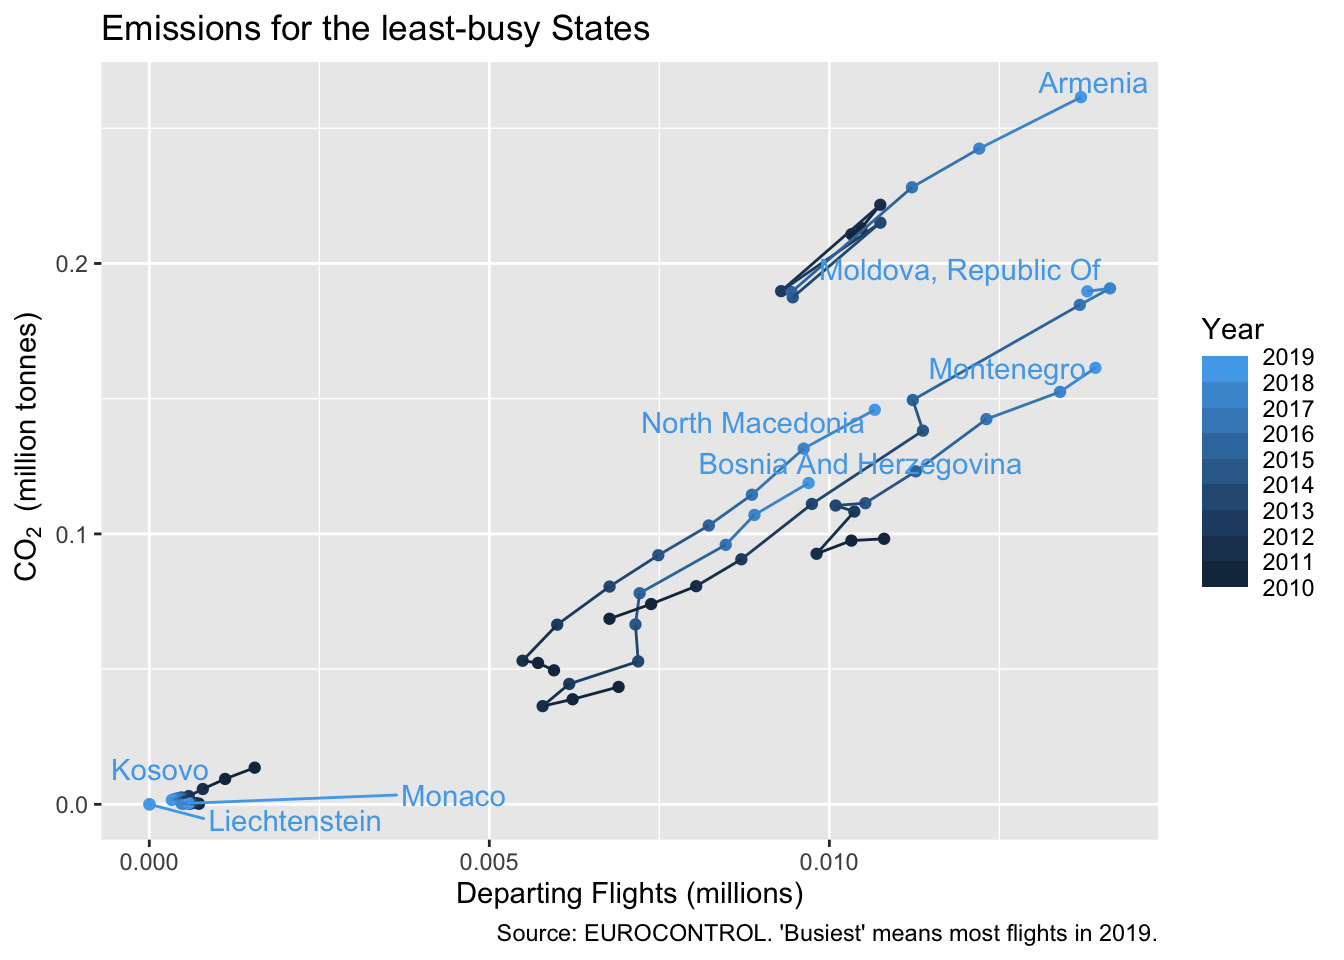 Emissions for the least-busy States
Armenia
0.2
Moldova, Republic Of
Montenegro
North Macedonia
Bosnia And Herzegovina
0.1
Kosovo
Monaco
0.0
Liechtenstein
CO₂ (million tonnes)
0.000
0.005
0.010
Departing Flights (millions)
Source: EUROCONTROL. 'Busiest' means most flights in 2019.
Year
2019
2018
2017
2016
2015
2014
2013
2012
2011
2010